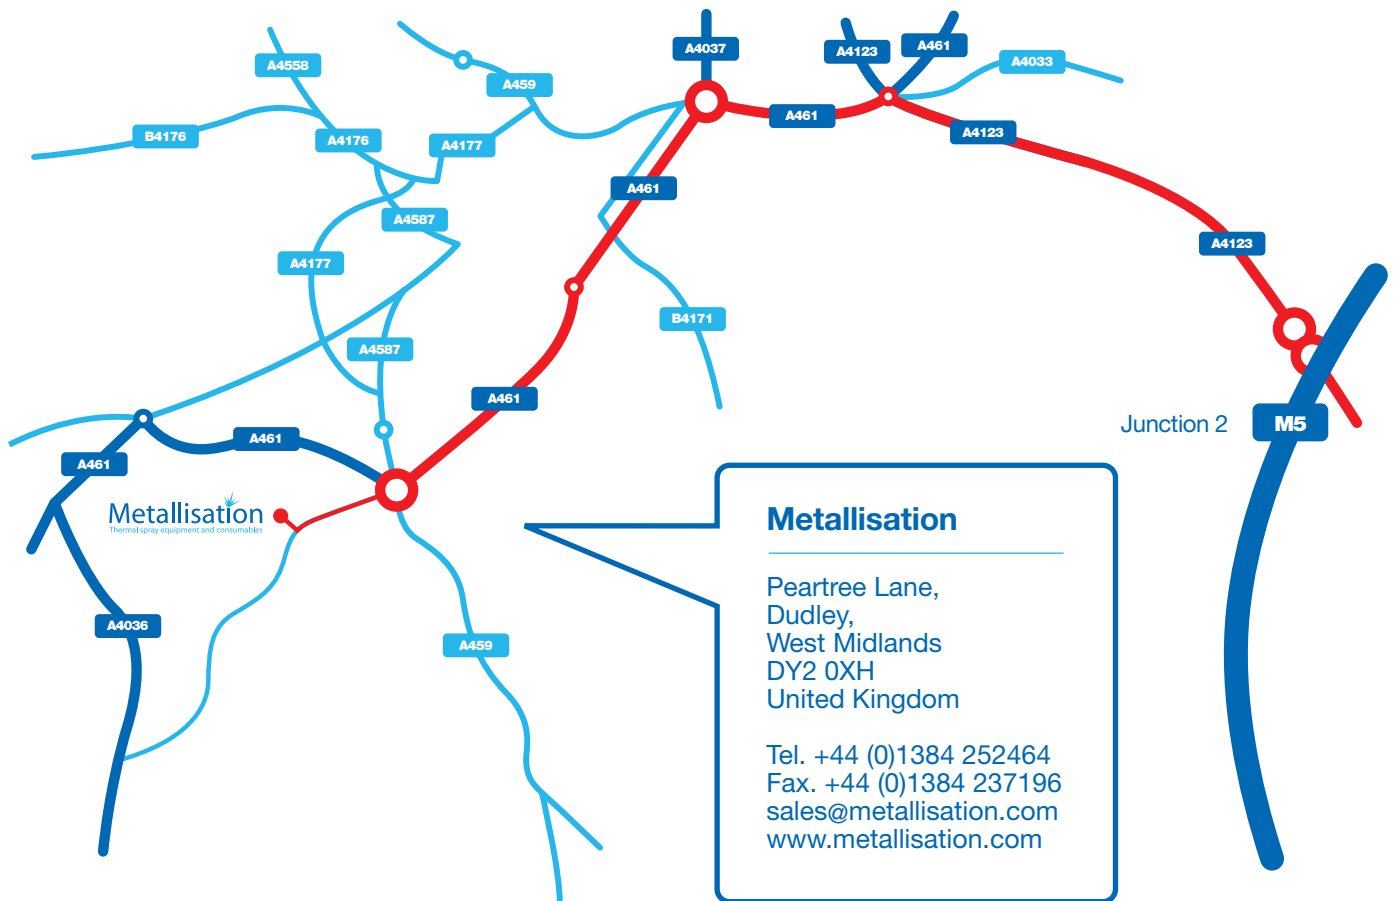 A4037
A4123
A461
A4558
A4033
A459
A461
B4176
A4176
A4177
A4123
A461
A4587
A4123
A4177
B4171
A4587
A461
Junction 2
M5
A461
A461
Metallisation
Thermal spray equipment and consumables
Metallisation
Peartree Lane,
Dudley,
West Midlands
DY2 0XH
United Kingdom
Tel. +44 (0)1384 252464
Fax. +44 (0)1384 237196
sales@metallisation.com
www.metallisation.com
A4036
A459